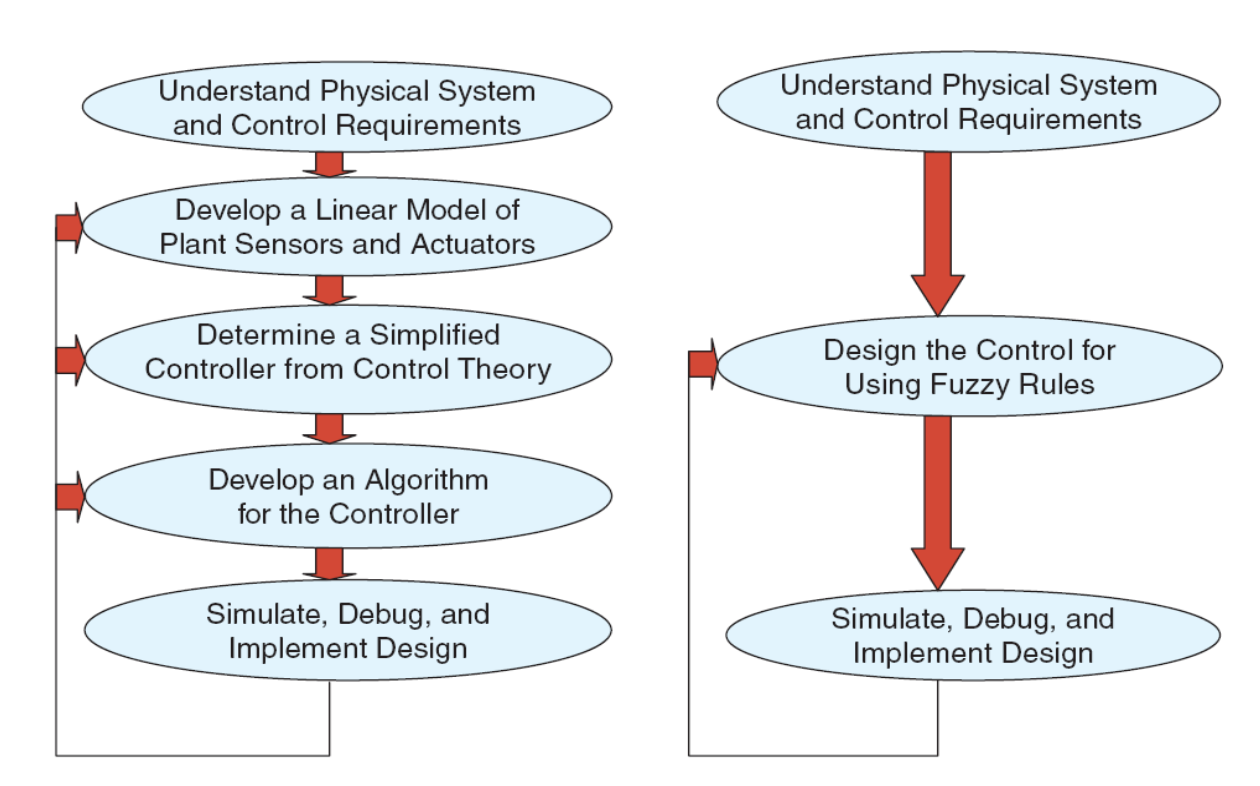 Understand Physical System
and Control Requirements
Develop a Linear Model of
Plant Sensors and Actuators
Determine a Simplified
Controller from Control Theory
Develop an Algorithm
for the Controller
Simulate, Debug, and
Implement Design
Understand Physical System
and Control Requirements
Design the Control for
Using Fuzzy Rules
Simulate, Debug, and
Implement Design